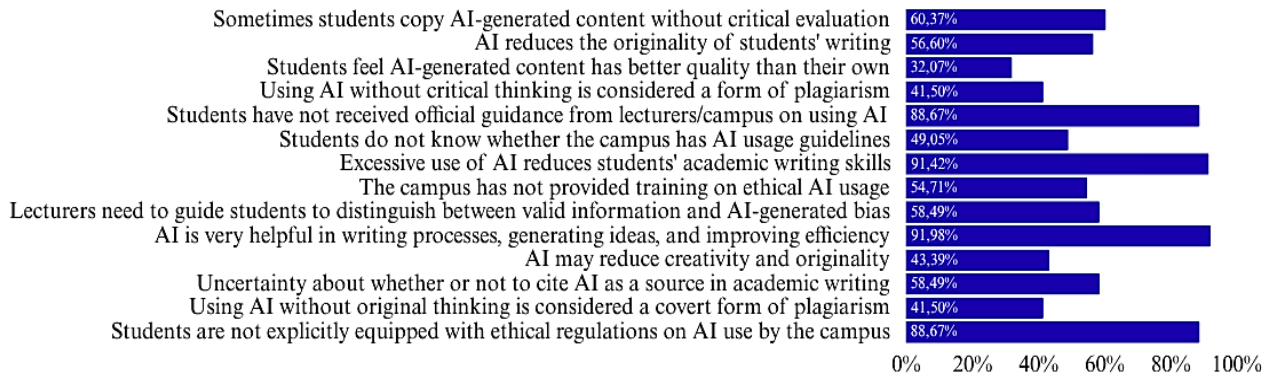 Sometimes students copy AI-generated content without critical evaluation 60,37%
AI reduces the originality of students' writing 56,60%
Students feel AI-generated content has better quality than their own 32,07%
Using AI without critical thinking is considered a form of plagiarism 41,50%
Students have not received official guidance from lecturers/campus on using AI 88,67%
Students do not know whether the campus has AI usage guidelines 49,05%
Excessive use of AI reduces students' academic writing skills 91,42%
The campus has not provided training on ethical AI usage 54,71%
Lecturers need to guide students to distinguish between valid information and AI-generated bias 58,49%
AI is very helpful in writing processes, generating ideas, and improving efficiency 91,98%
AI may reduce creativity and originality 43,39%
Uncertainty about whether or not to cite AI as a source in academic writing 58,49%
Using AI without original thinking is considered a covert form of plagiarism 41,50%
Students are not explicitly equipped with ethical regulations on AI use by the campus 88,67%
0% 20% 40% 60% 80% 100%